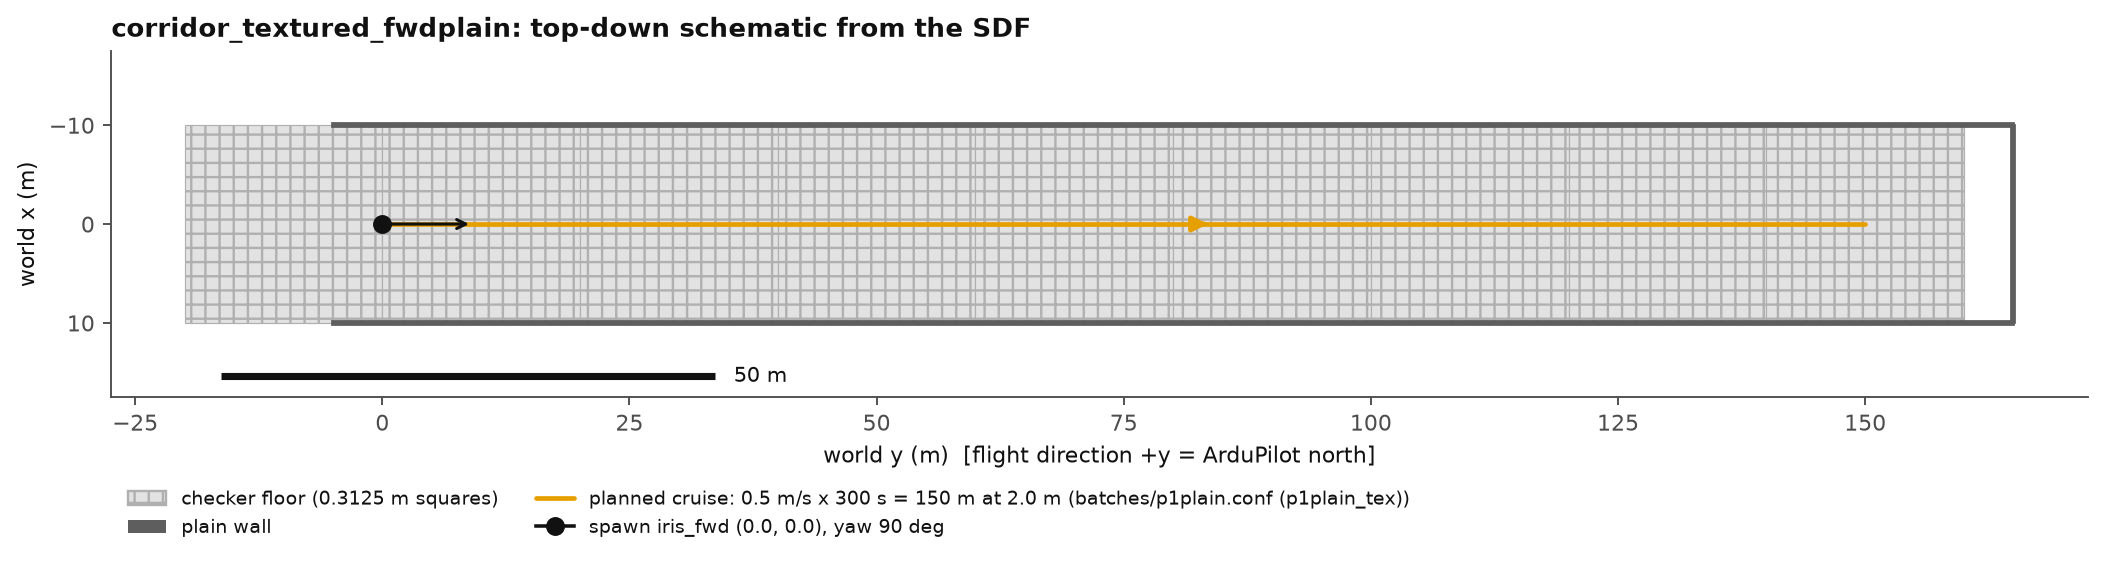 corridor_textured_fwdplain: top-down schematic from the SDF
world x (m)
−10
0
10
50 m
−25 0 25 50 75 100 125 150
world y (m)  [flight direction +y = ArduPilot north]
checker floor (0.3125 m squares)
plain wall
planned cruise: 0.5 m/s x 300 s = 150 m at 2.0 m (batches/p1plain.conf (p1plain_tex))
spawn iris_fwd (0.0, 0.0), yaw 90 deg